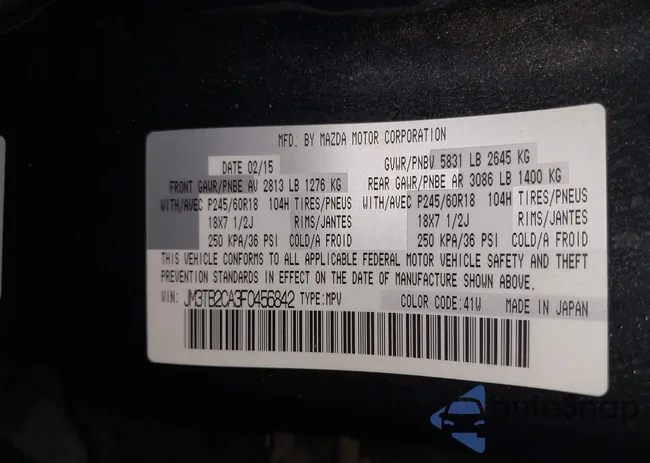 MFD. BY MAZDA MOTOR CORPORATION
DATE 02/15 GVWR/PNBV 5831 LB 2645 KG
FRONT GAWR/PNBE AV 2813 LB 1276 KG REAR GAWR/PNBE AR 3086 LB 1400 KG
WITH/AVEC P245/60R18 104H TIRES/PNEUS WITH/AVEC P245/60R18 104H TIRES/PNEUS
18X7 1/2J RIMS/JANTES 18X7 1/2J RIMS/JANTES
250 KPA/36 PSI COLD/A FROID 250 KPA/36 PSI COLD/A FROID
THIS VEHICLE CONFORMS TO ALL APPLICABLE FEDERAL MOTOR VEHICLE SAFETY AND THEFT
PREVENTION STANDARDS IN EFFECT ON THE DATE OF MANUFACTURE SHOWN ABOVE.
VIN: JM3TB2CA3F0456842 TYPE:MPV COLOR CODE:41W MADE IN JAPAN
autoSnap